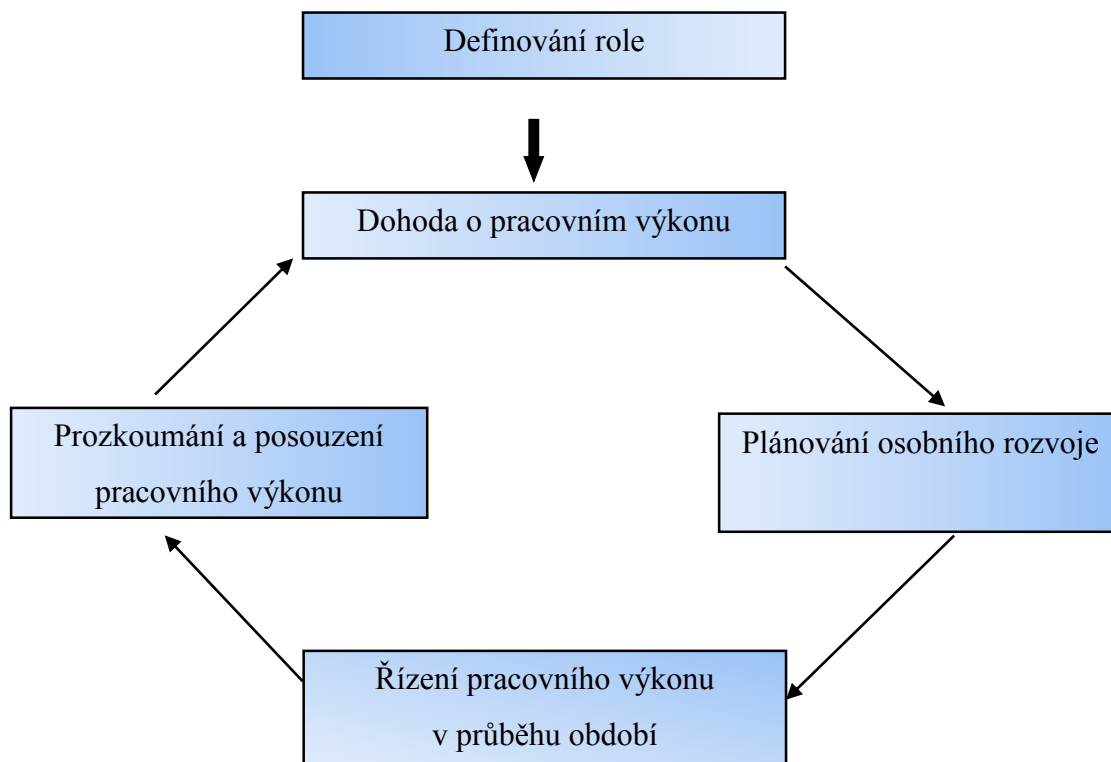 Definování role
Dohoda o pracovním výkonu
Prozkoumání a posouzení
pracovního výkonu
Plánování osobního rozvoje
Řízení pracovního výkonu
v průběhu období